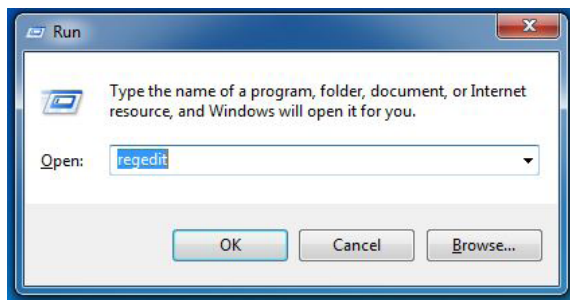 Run
Type the name of a program, folder, document, or Internet
resource, and Windows will open it for you.
Open: regedit
OK Cancel Browse...